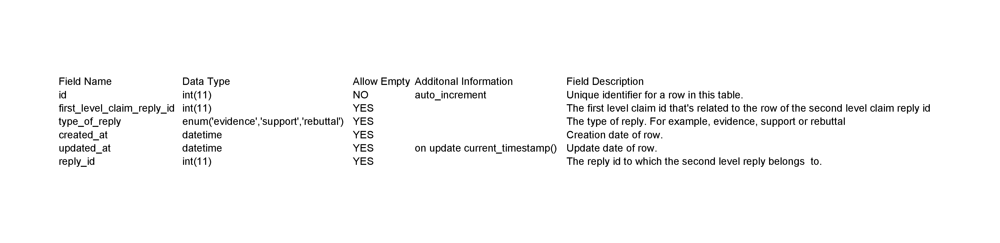 Field Name Data Type Allow Empty Additonal Information Field Description
id int(11) NO auto_increment Unique identifier for a row in this table.
first_level_claim_reply_id int(11) YES The first level claim id that's related to the row of the second level claim reply id
type_of_reply enum('evidence','support','rebuttal') YES The type of reply. For example, evidence, support or rebuttal
created_at datetime YES Creation date of row.
updated_at datetime YES on update current_timestamp() Update date of row.
reply_id int(11) YES The reply id to which the second level reply belongs  to.